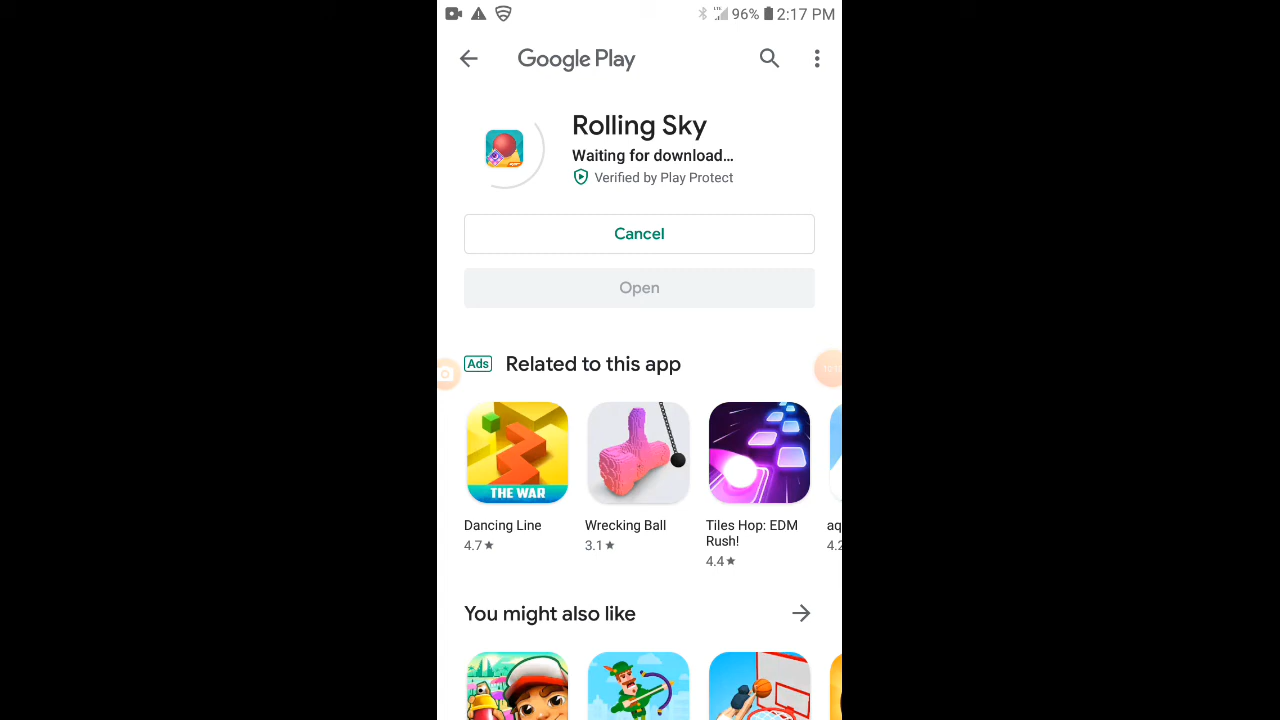 96% 2:17 PM
Google Play
Rolling Sky
Waiting for download...
Verified by Play Protect
Cancel
Open
Ads Related to this app
THE WAR
Dancing Line
Wrecking Ball
Tiles Hop: EDM
Rush!
aq
4.7★
3.1★
4.4★
4.2
You might also like